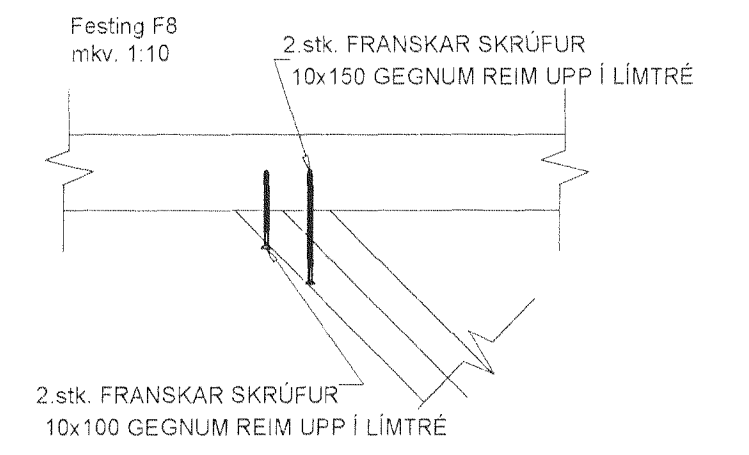 Festing F8
mkv. 1:10
2.stk. FRANSKAR SKRÚFUR
10x150 GEGNUM REIM UPP Í LÍMTRÉ
2.stk. FRANSKAR SKRÚFUR
10x100 GEGNUM REIM UPP Í LÍMTRÉ